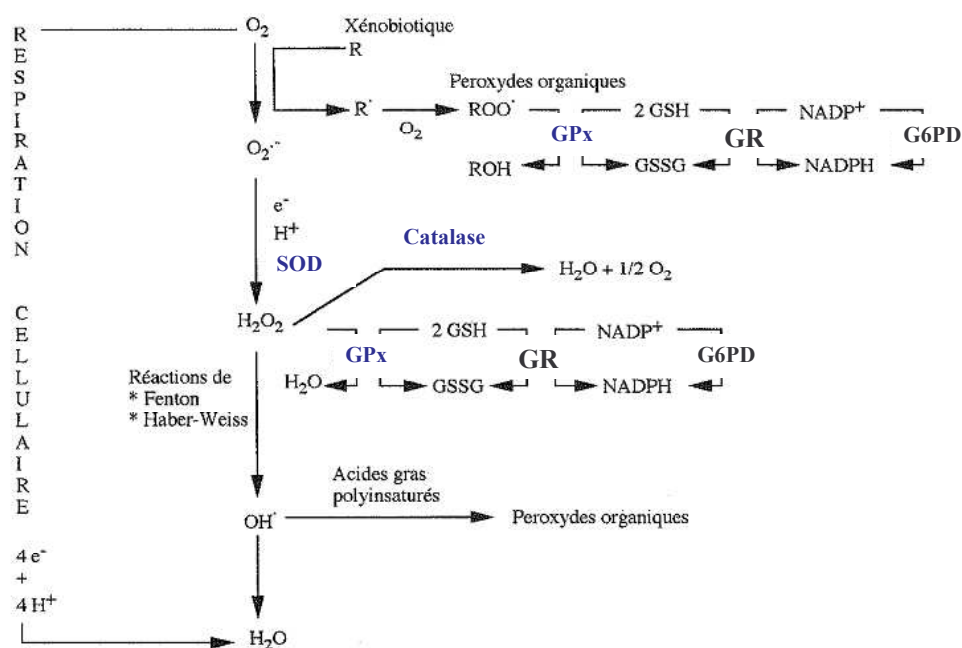 RESPIRATION
CELLULAIRE
O₂
Xénobiotique
R
Peroxydes organiques
R˙
O₂
ROO˙
2 GSH
NADP⁺
GPx
GR
G6PD
ROH
GSSG
NADPH
O₂˙⁻
e⁻
H⁺
SOD
Catalase
H₂O + 1/2 O₂
H₂O₂
2 GSH
NADP⁺
GPx
GR
G6PD
H₂O
GSSG
NADPH
Réactions de
* Fenton
* Haber-Weiss
Acides gras
polyinsaturés
OH˙
Peroxydes organiques
4 e⁻
+
4 H⁺
H₂O